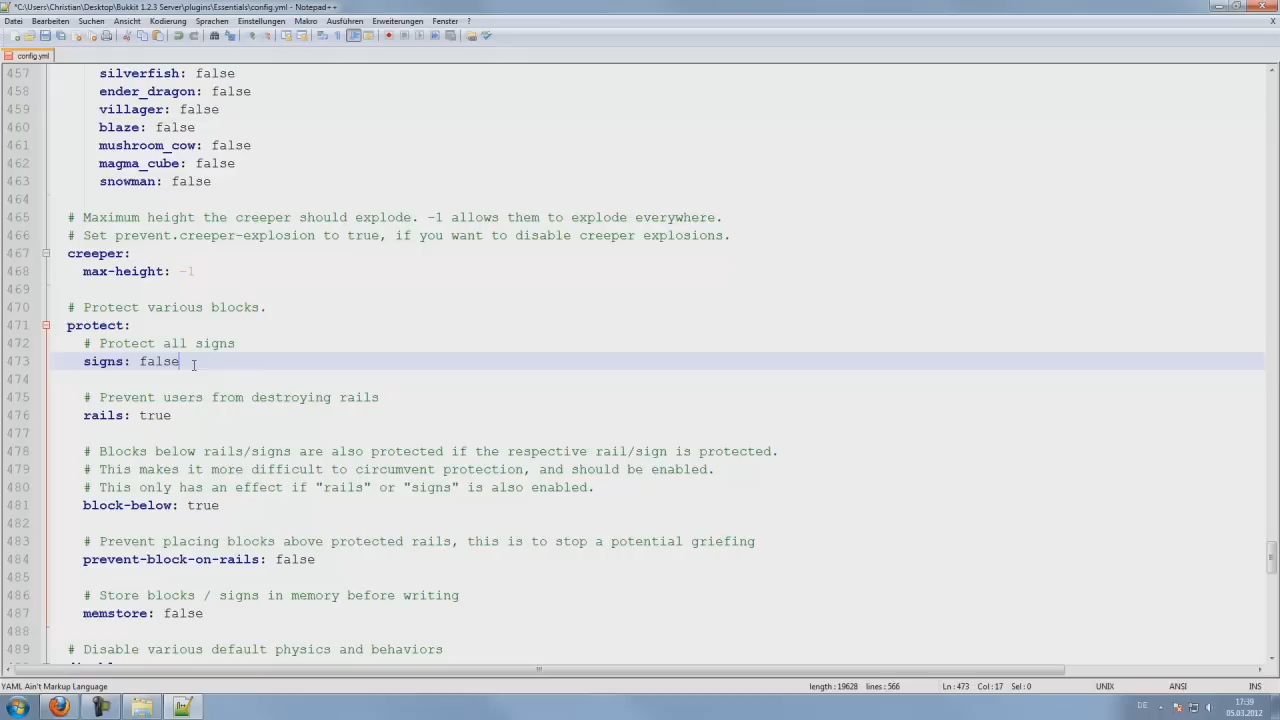 *C:\Users\Christian\Desktop\Bukkit 1.2.3 Server\plugins\Essentials\config.yml - Notepad++
Datei Bearbeiten Suchen Ansicht Kodierung Sprachen Einstellungen Makro Ausführen Erweiterungen Fenster ?
X
config.yml
457 silverfish: false
458 ender_dragon: false
459 villager: false
460 blaze: false
461 mushroom_cow: false
462 magma_cube: false
463 snowman: false
464
465 # Maximum height the creeper should explode. -1 allows them to explode everywhere.
466 # Set prevent.creeper-explosion to true, if you want to disable creeper explosions.
467 creeper:
468 max-height: -1
469
470 # Protect various blocks.
471 protect:
472 # Protect all signs
473 signs: false
474
475 # Prevent users from destroying rails
476 rails: true
477
478 # Blocks below rails/signs are also protected if the respective rail/sign is protected.
479 # This makes it more difficult to circumvent protection, and should be enabled.
480 # This only has an effect if "rails" or "signs" is also enabled.
481 block-below: true
482
483 # Prevent placing blocks above protected rails, this is to stop a potential griefing
484 prevent-block-on-rails: false
485
486 # Store blocks / signs in memory before writing
487 memstore: false
488
489 # Disable various default physics and behaviors
YAML Ain't Markup Language length : 19628 lines : 566 Ln : 473 Col : 17 Sel : 0 UNIX ANSI INS
DE 17:39
05.03.2012